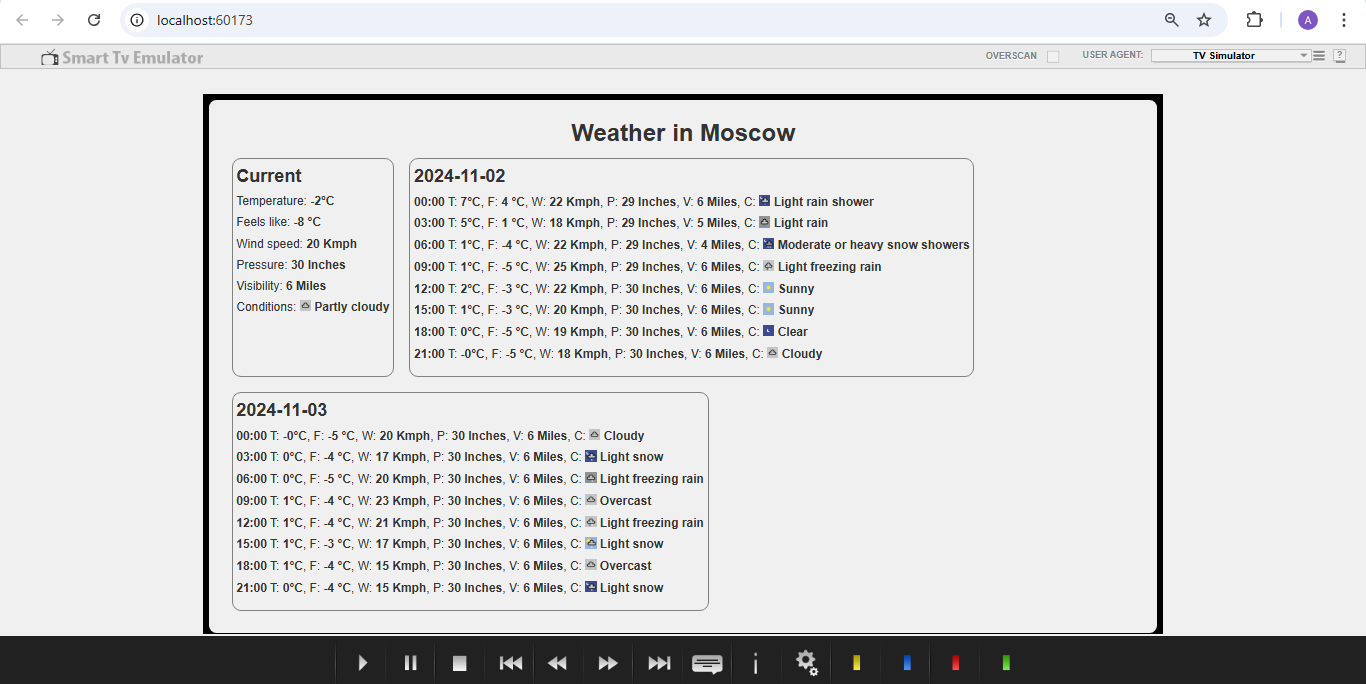 localhost:60173
A
Smart Tv Emulator
OVERSCAN
USER AGENT:
TV Simulator
?
Weather in Moscow
Current
Temperature: -2°C
Feels like: -8 °C
Wind speed: 20 Kmph
Pressure: 30 Inches
Visibility: 6 Miles
Conditions: Partly cloudy
2024-11-02
00:00 T: 7°C, F: 4 °C, W: 22 Kmph, P: 29 Inches, V: 6 Miles, C: Light rain shower
03:00 T: 5°C, F: 1 °C, W: 18 Kmph, P: 29 Inches, V: 5 Miles, C: Light rain
06:00 T: 1°C, F: -4 °C, W: 22 Kmph, P: 29 Inches, V: 4 Miles, C: Moderate or heavy snow showers
09:00 T: 1°C, F: -5 °C, W: 25 Kmph, P: 29 Inches, V: 6 Miles, C: Light freezing rain
12:00 T: 2°C, F: -3 °C, W: 22 Kmph, P: 30 Inches, V: 6 Miles, C: Sunny
15:00 T: 1°C, F: -3 °C, W: 20 Kmph, P: 30 Inches, V: 6 Miles, C: Sunny
18:00 T: 0°C, F: -5 °C, W: 19 Kmph, P: 30 Inches, V: 6 Miles, C: Clear
21:00 T: -0°C, F: -5 °C, W: 18 Kmph, P: 30 Inches, V: 6 Miles, C: Cloudy
2024-11-03
00:00 T: -0°C, F: -5 °C, W: 20 Kmph, P: 30 Inches, V: 6 Miles, C: Cloudy
03:00 T: 0°C, F: -4 °C, W: 17 Kmph, P: 30 Inches, V: 6 Miles, C: Light snow
06:00 T: 0°C, F: -5 °C, W: 20 Kmph, P: 30 Inches, V: 6 Miles, C: Light freezing rain
09:00 T: 1°C, F: -4 °C, W: 23 Kmph, P: 30 Inches, V: 6 Miles, C: Overcast
12:00 T: 1°C, F: -4 °C, W: 21 Kmph, P: 30 Inches, V: 6 Miles, C: Light freezing rain
15:00 T: 1°C, F: -3 °C, W: 17 Kmph, P: 30 Inches, V: 6 Miles, C: Light snow
18:00 T: 1°C, F: -4 °C, W: 15 Kmph, P: 30 Inches, V: 6 Miles, C: Overcast
21:00 T: 0°C, F: -4 °C, W: 15 Kmph, P: 30 Inches, V: 6 Miles, C: Light snow